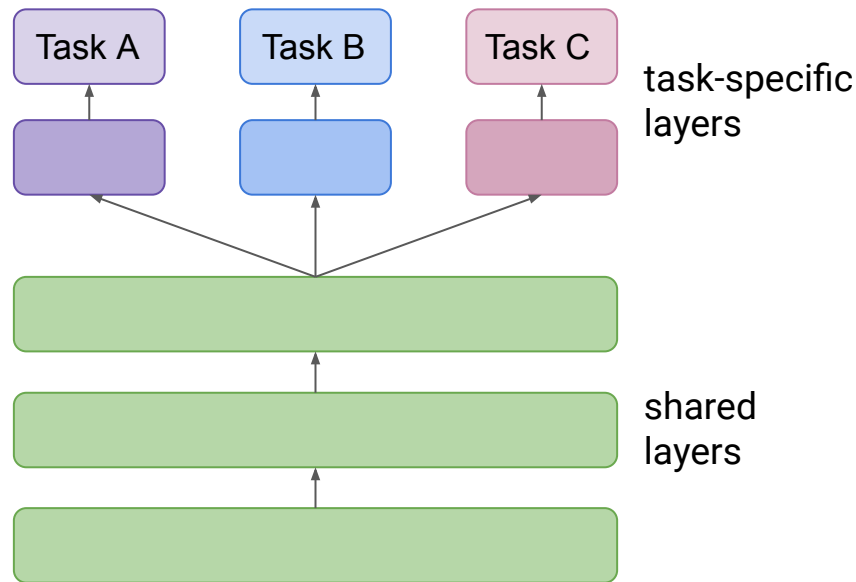 Task A
Task B
Task C
task-specific
layers
shared
layers